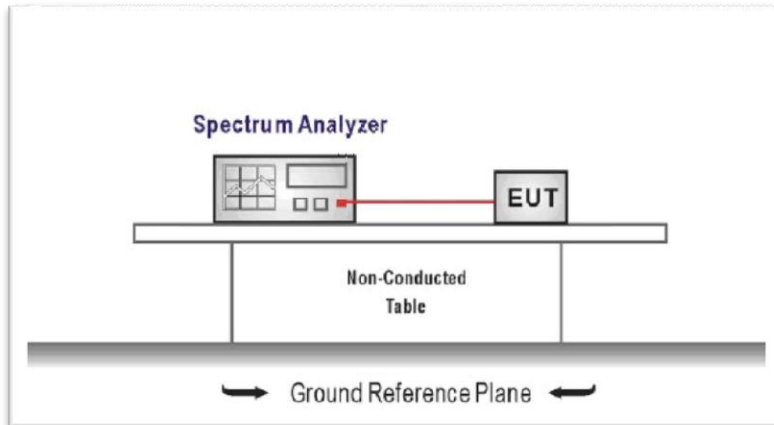 Spectrum Analyzer
EUT
Non-Conducted
Table
Ground Reference Plane